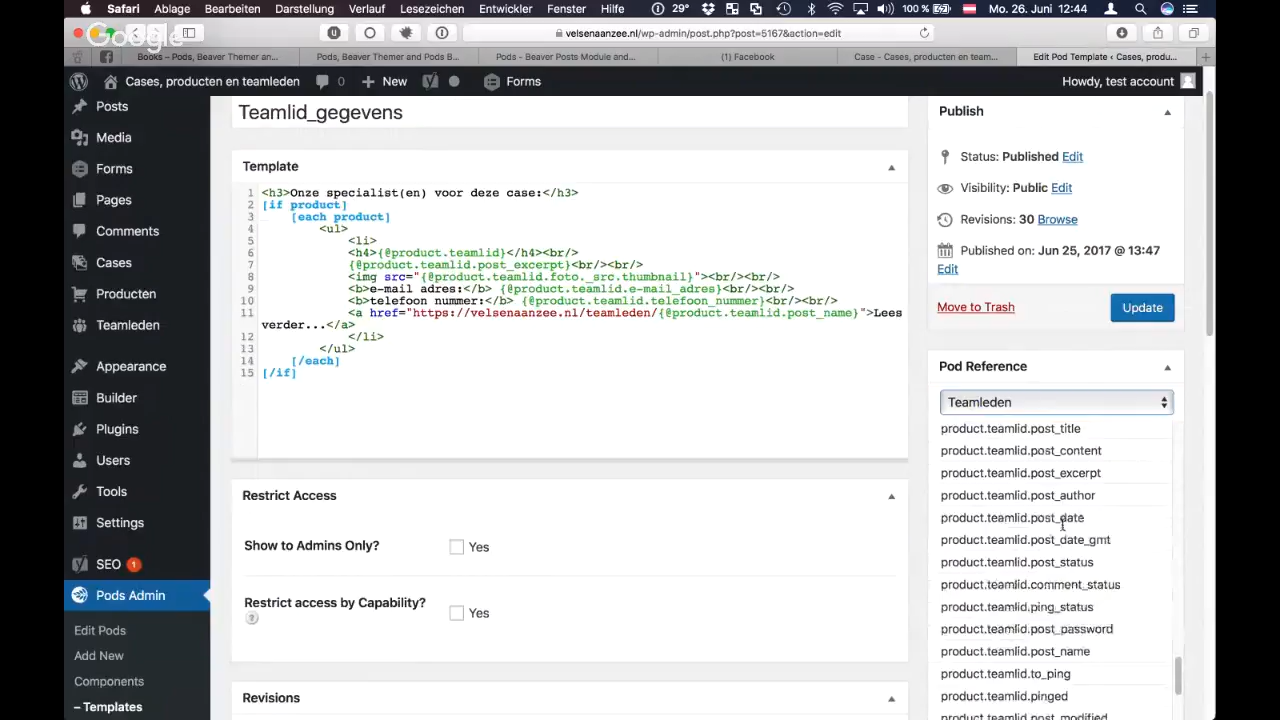 Safari Ablage Bearbeiten Darstellung Verlauf Lesezeichen Entwickler Fenster Hilfe 29° 100 % Mo. 26. Juni 12:44
Google
velsenaanzee.nl/wp-admin/post.php?post=5167&action=edit
Books – Pods, Beaver Themer an... Pods, Beaver Themer and Pods B... Pods - Beaver Posts Module and... (1) Facebook Case - Cases, producten en team... Edit Pod Template ‹ Cases, produ...
Cases, producten en teamleden 0 New Forms Howdy, test account
Posts
Media
Forms
Pages
Comments
Cases
Producten
Teamleden
Appearance
Builder
Plugins
Users
Tools
Settings
SEO 1
Pods Admin
Edit Pods
Add New
Components
– Templates
Teamlid_gegevens
Template
1 <h3>Onze specialist(en) voor deze case:</h3>
2 [if product]
3 [each product]
4 <ul>
5 <li>
6 <h4>{@product.teamlid}</h4><br/>
7 {@product.teamlid.post_excerpt}<br/><br/>
8 <img src="{@product.teamlid.foto._src.thumbnail}"><br/><br/>
9 <b>e-mail adres:</b> {@product.teamlid.e-mail_adres}<br/><br/>
10 <b>telefoon nummer:</b> {@product.teamlid.telefoon_nummer}<br/><br/>
11 <a href="https://velsenaanzee.nl/teamleden/{@product.teamlid.post_name}">Lees
verder...</a>
12 </li>
13 </ul>
14 [/each]
15 [/if]
Restrict Access
Show to Admins Only? Yes
Restrict access by Capability? Yes
?
Revisions
Publish
Status: Published Edit
Visibility: Public Edit
Revisions: 30 Browse
Published on: Jun 25, 2017 @ 13:47
Edit
Move to Trash Update
Pod Reference
Teamleden
product.teamlid.post_title
product.teamlid.post_content
product.teamlid.post_excerpt
product.teamlid.post_author
product.teamlid.post_date
product.teamlid.post_date_gmt
product.teamlid.post_status
product.teamlid.comment_status
product.teamlid.ping_status
product.teamlid.post_password
product.teamlid.post_name
product.teamlid.to_ping
product.teamlid.pinged
product.teamlid.post_modified